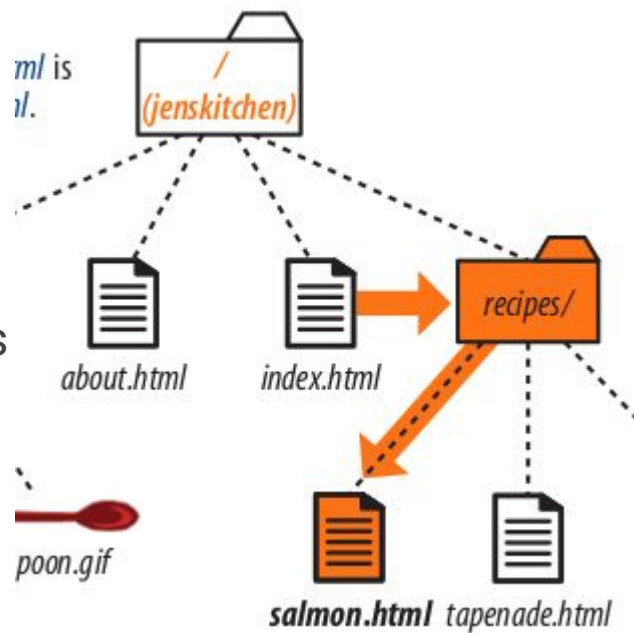 ml is
/
l.
(jenskitchen)
recipes/
s
about.html
index.html
poon.gif
salmon.html
tapenade.html